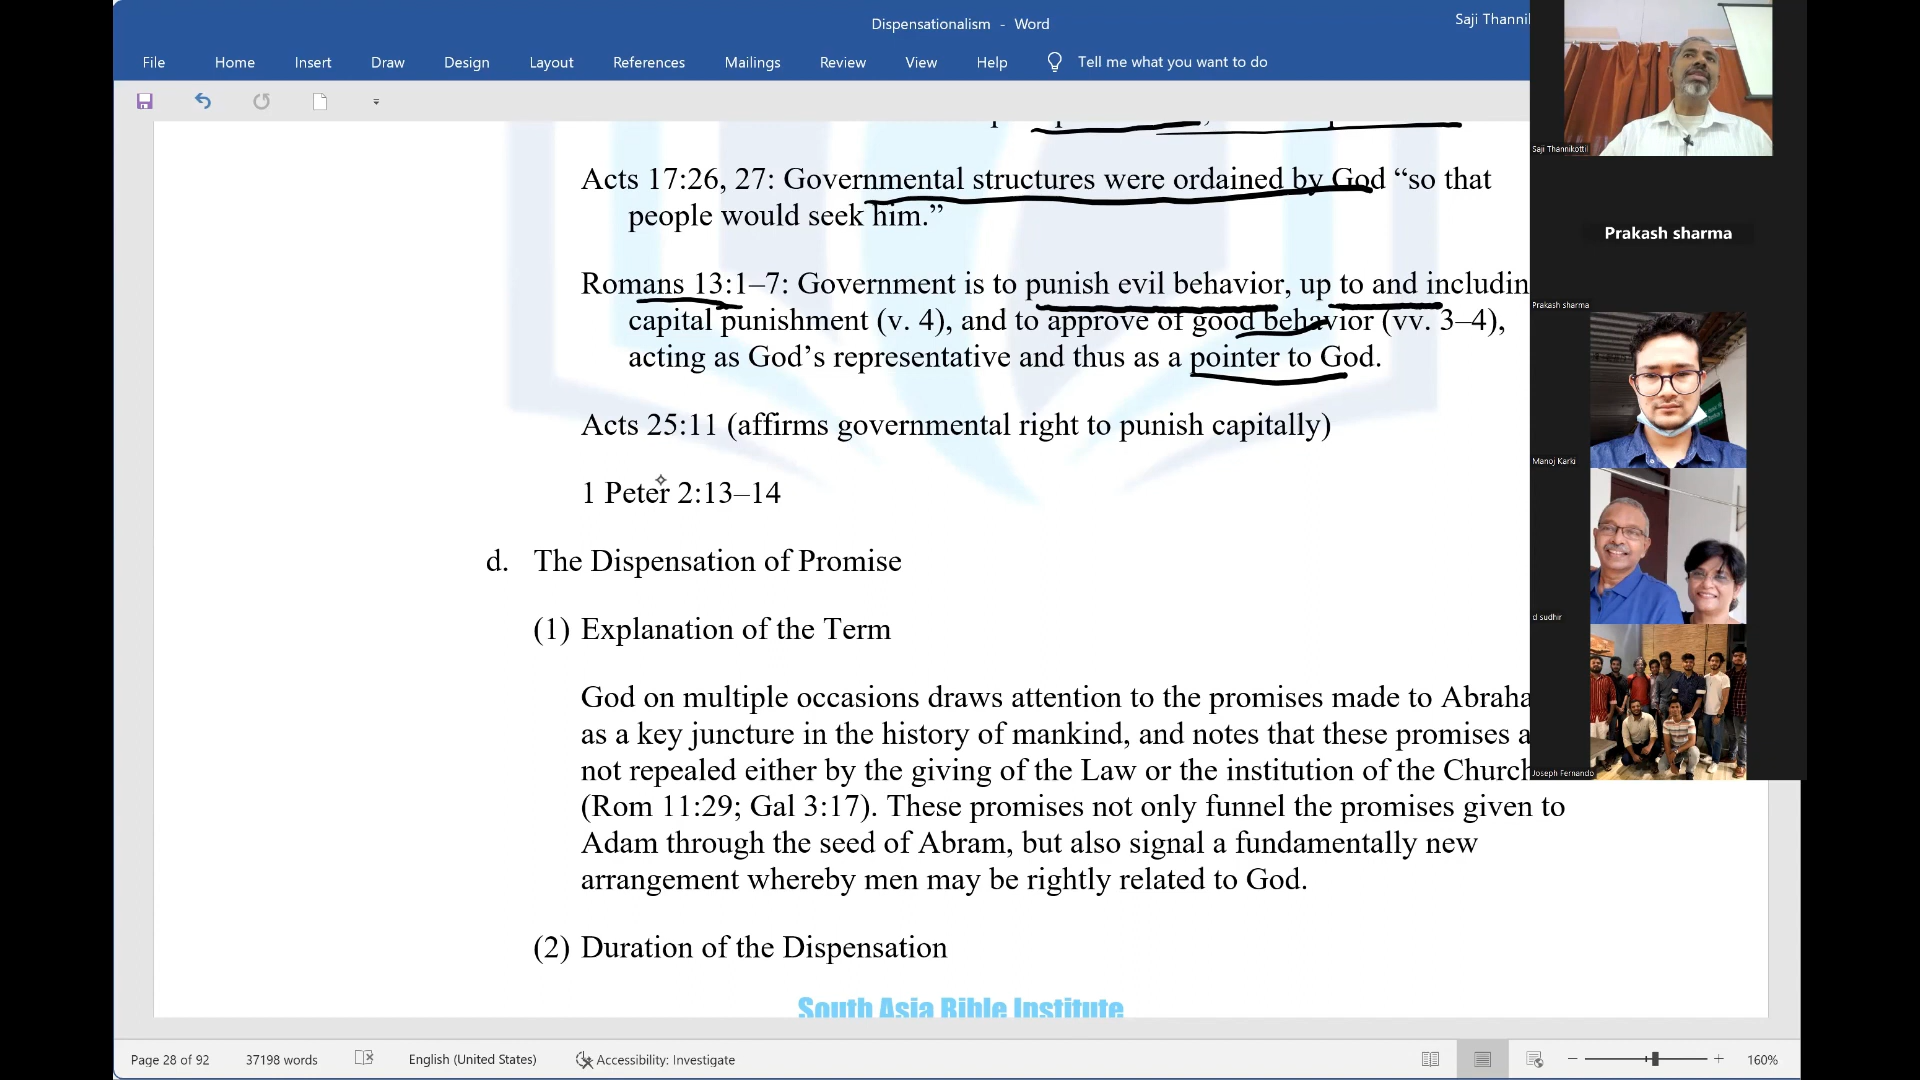 Dispensationalism - Word
Saji Thannil
File Home Insert Draw Design Layout References Mailings Review View Help Tell me what you want to do
Acts 17:26, 27: Governmental structures were ordained by God “so that
people would seek him.”
Romans 13:1–7: Government is to punish evil behavior, up to and includin
capital punishment (v. 4), and to approve of good behavior (vv. 3–4),
acting as God’s representative and thus as a pointer to God.
Acts 25:11 (affirms governmental right to punish capitally)
1 Peter 2:13–14
d. The Dispensation of Promise
(1) Explanation of the Term
God on multiple occasions draws attention to the promises made to Abraha
as a key juncture in the history of mankind, and notes that these promises a
not repealed either by the giving of the Law or the institution of the Church
(Rom 11:29; Gal 3:17). These promises not only funnel the promises given to
Adam through the seed of Abram, but also signal a fundamentally new
arrangement whereby men may be rightly related to God.
(2) Duration of the Dispensation
South Asia Bible Institute
Page 28 of 92 37198 words English (United States) Accessibility: Investigate 160%
Saji Thannikottil
Prakash sharma
Prakash sharma
Manoj Karki
d sudhir
Joseph Fernando